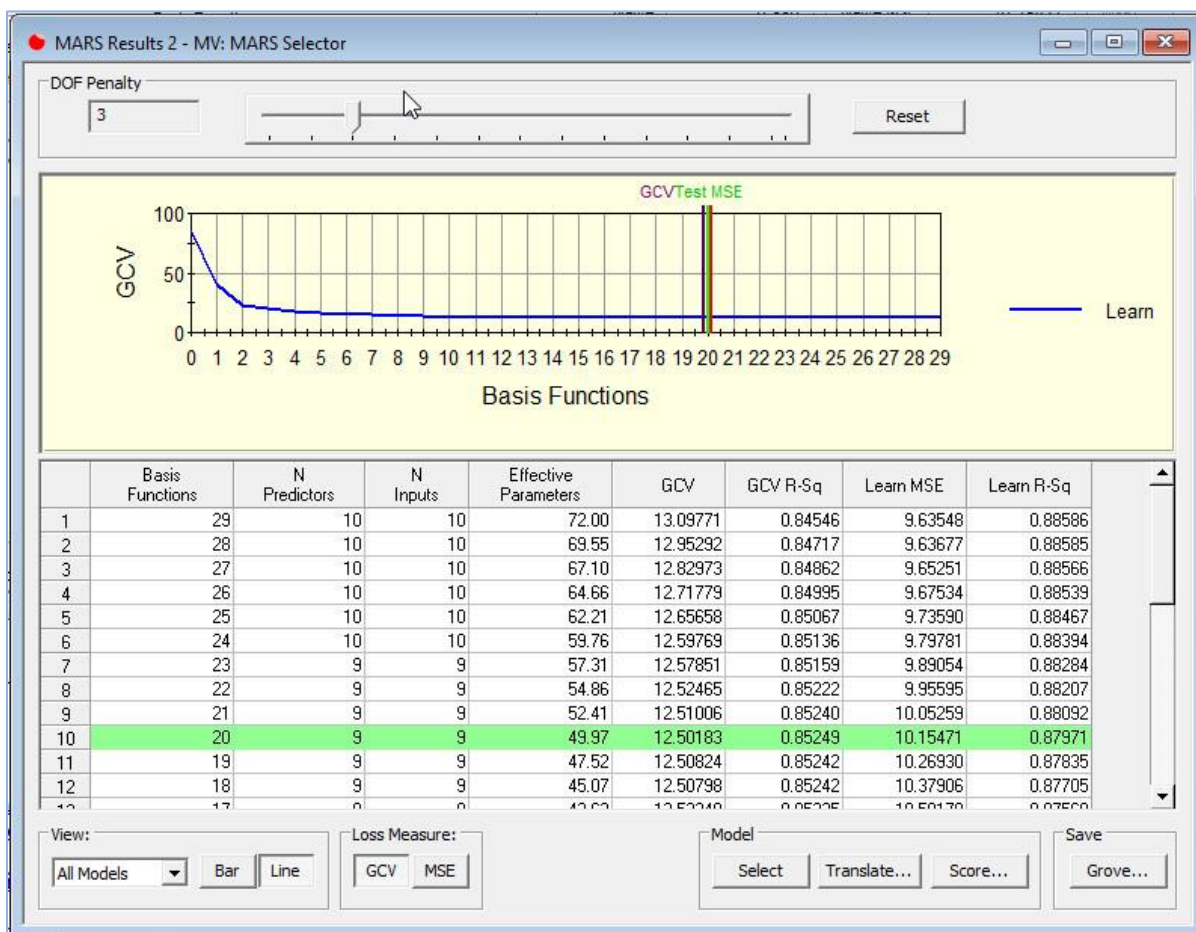 MARS Results 2 - MV: MARS Selector
DOF Penalty
3
Reset
GCV Test MSE
100
50
0
GCV
0 1 2 3 4 5 6 7 8 9 10 11 12 13 14 15 16 17 18 19 20 21 22 23 24 25 26 27 28 29
Basis Functions
Learn
Basis Functions N Predictors N Inputs Effective Parameters GCV GCV R-Sq Learn MSE Learn R-Sq
1 29 10 10 72.00 13.09771 0.84546 9.63548 0.88586
2 28 10 10 69.55 12.95292 0.84717 9.63677 0.88585
3 27 10 10 67.10 12.82973 0.84862 9.65251 0.88566
4 26 10 10 64.66 12.71779 0.84995 9.67534 0.88539
5 25 10 10 62.21 12.65658 0.85067 9.73590 0.88467
6 24 10 10 59.76 12.59769 0.85136 9.79781 0.88394
7 23 9 9 57.31 12.57851 0.85159 9.89054 0.88284
8 22 9 9 54.86 12.52465 0.85222 9.95595 0.88207
9 21 9 9 52.41 12.51006 0.85240 10.05259 0.88092
10 20 9 9 49.97 12.50183 0.85249 10.15471 0.87971
11 19 9 9 47.52 12.50824 0.85242 10.26930 0.87835
12 18 9 9 45.07 12.50798 0.85242 10.37906 0.87705
View: Loss Measure: Model Save
All Models Bar Line GCV MSE Select Translate... Score... Grove...